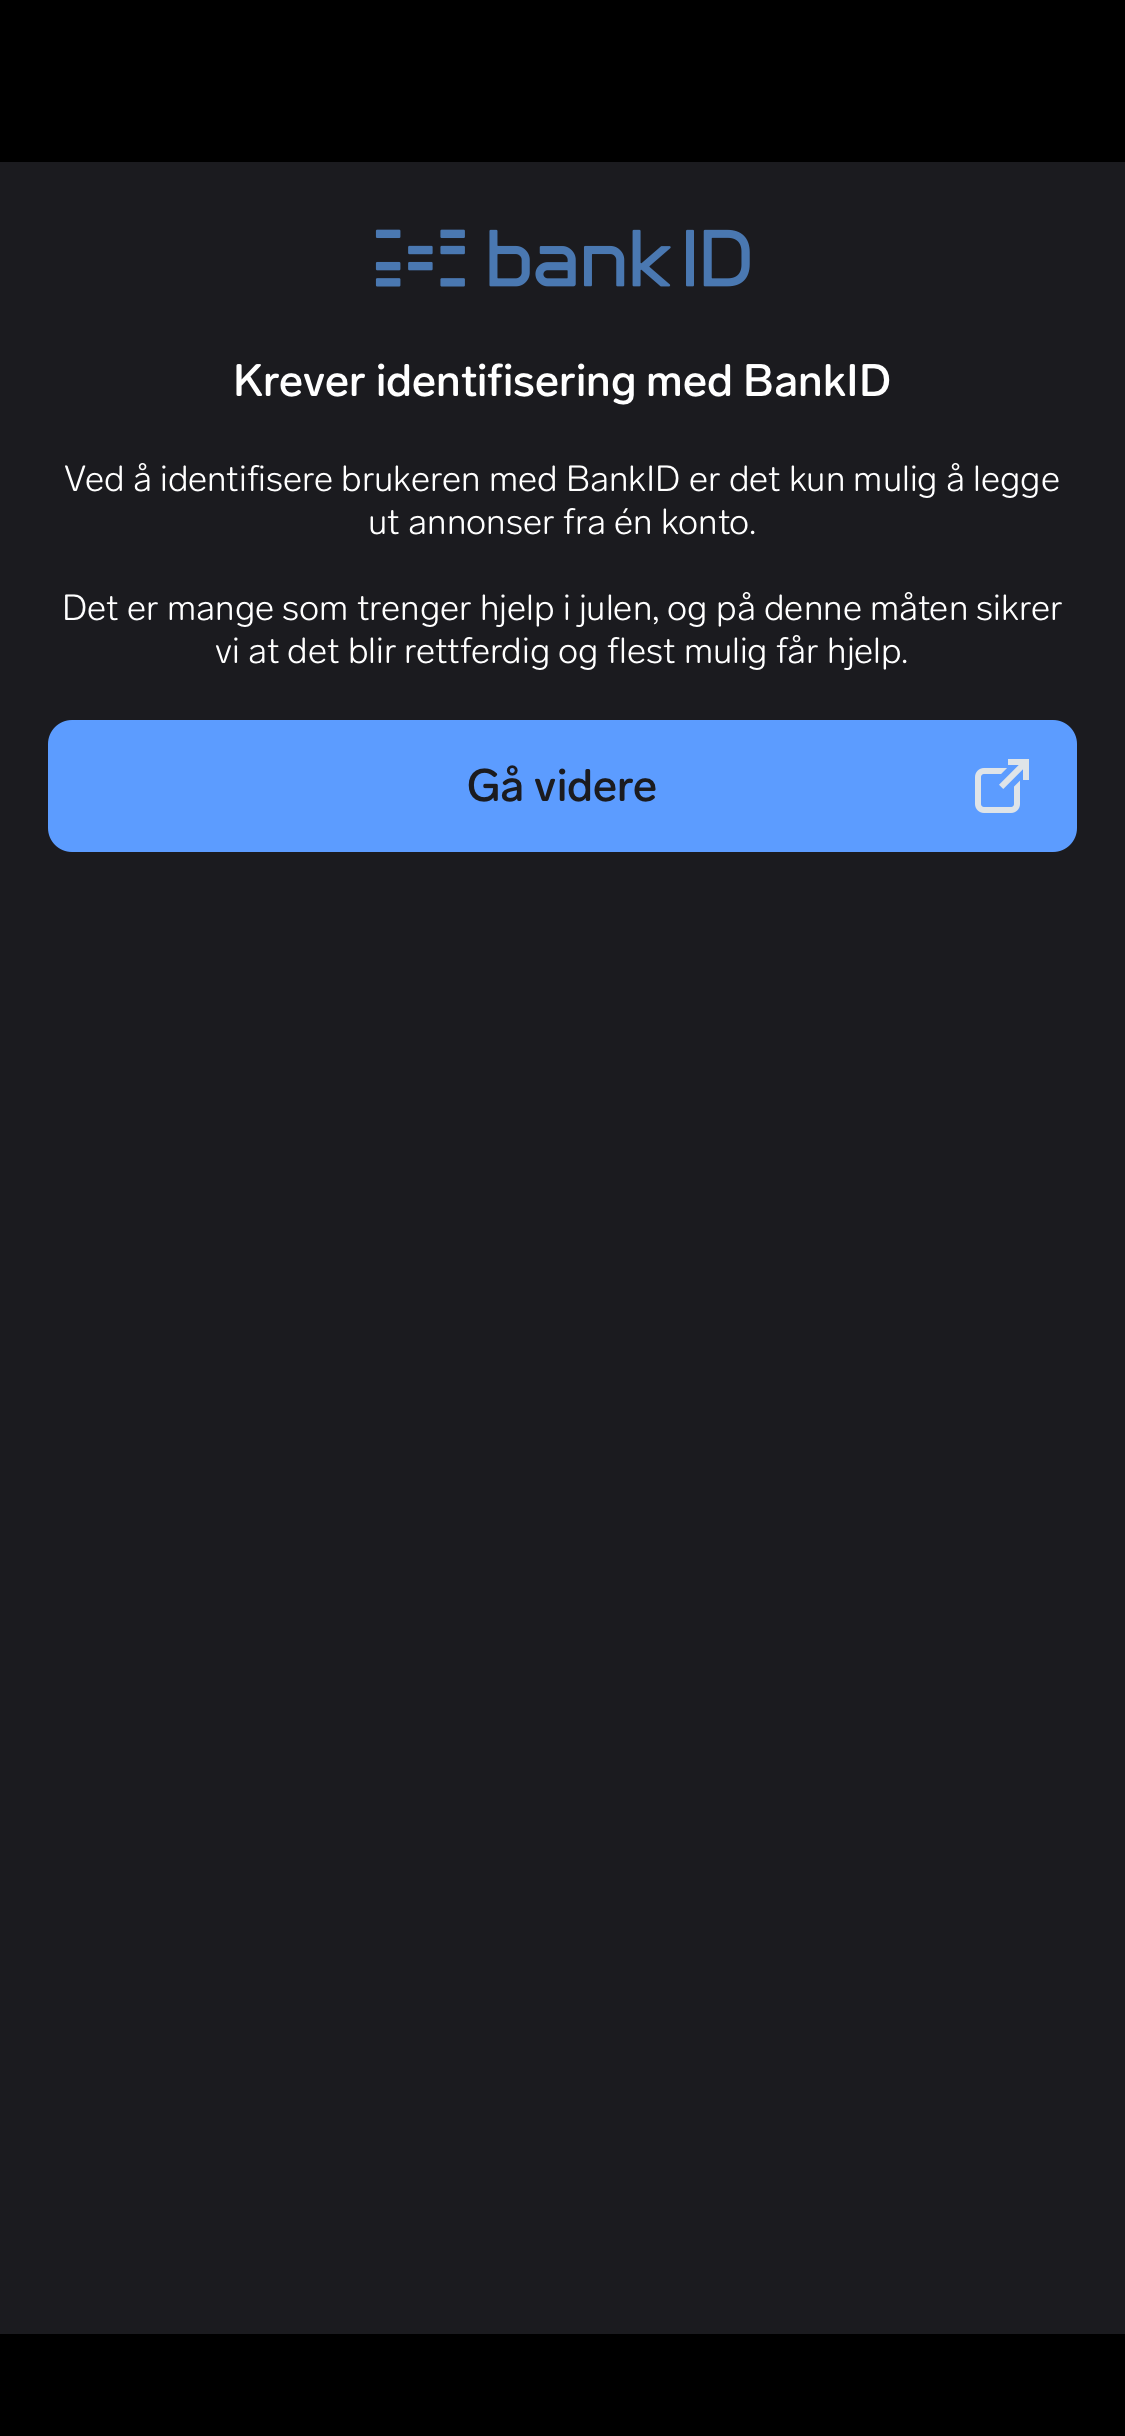 bankID
Krever identifisering med BankID
Ved å identifisere brukeren med BankID er det kun mulig å legge
ut annonser fra én konto.
Det er mange som trenger hjelp i julen, og på denne måten sikrer
vi at det blir rettferdig og flest mulig får hjelp.
Gå videre